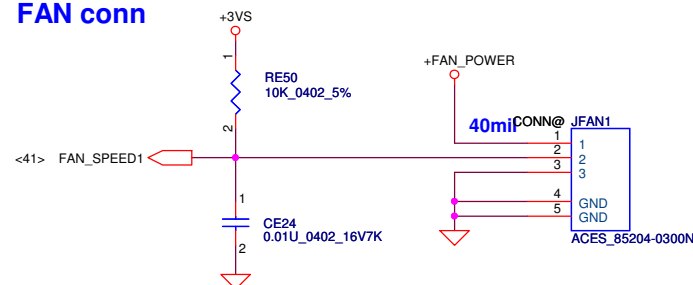 FAN conn
+3VS
1
RE50
10K_0402_5%
2
+FAN_POWER
40mil
CONN@ JFAN1
1 1
2 2
3 3
4 GND
5 GND
ACES_85204-0300N
<41> FAN_SPEED1
1
CE24
0.01U_0402_16V7K
2